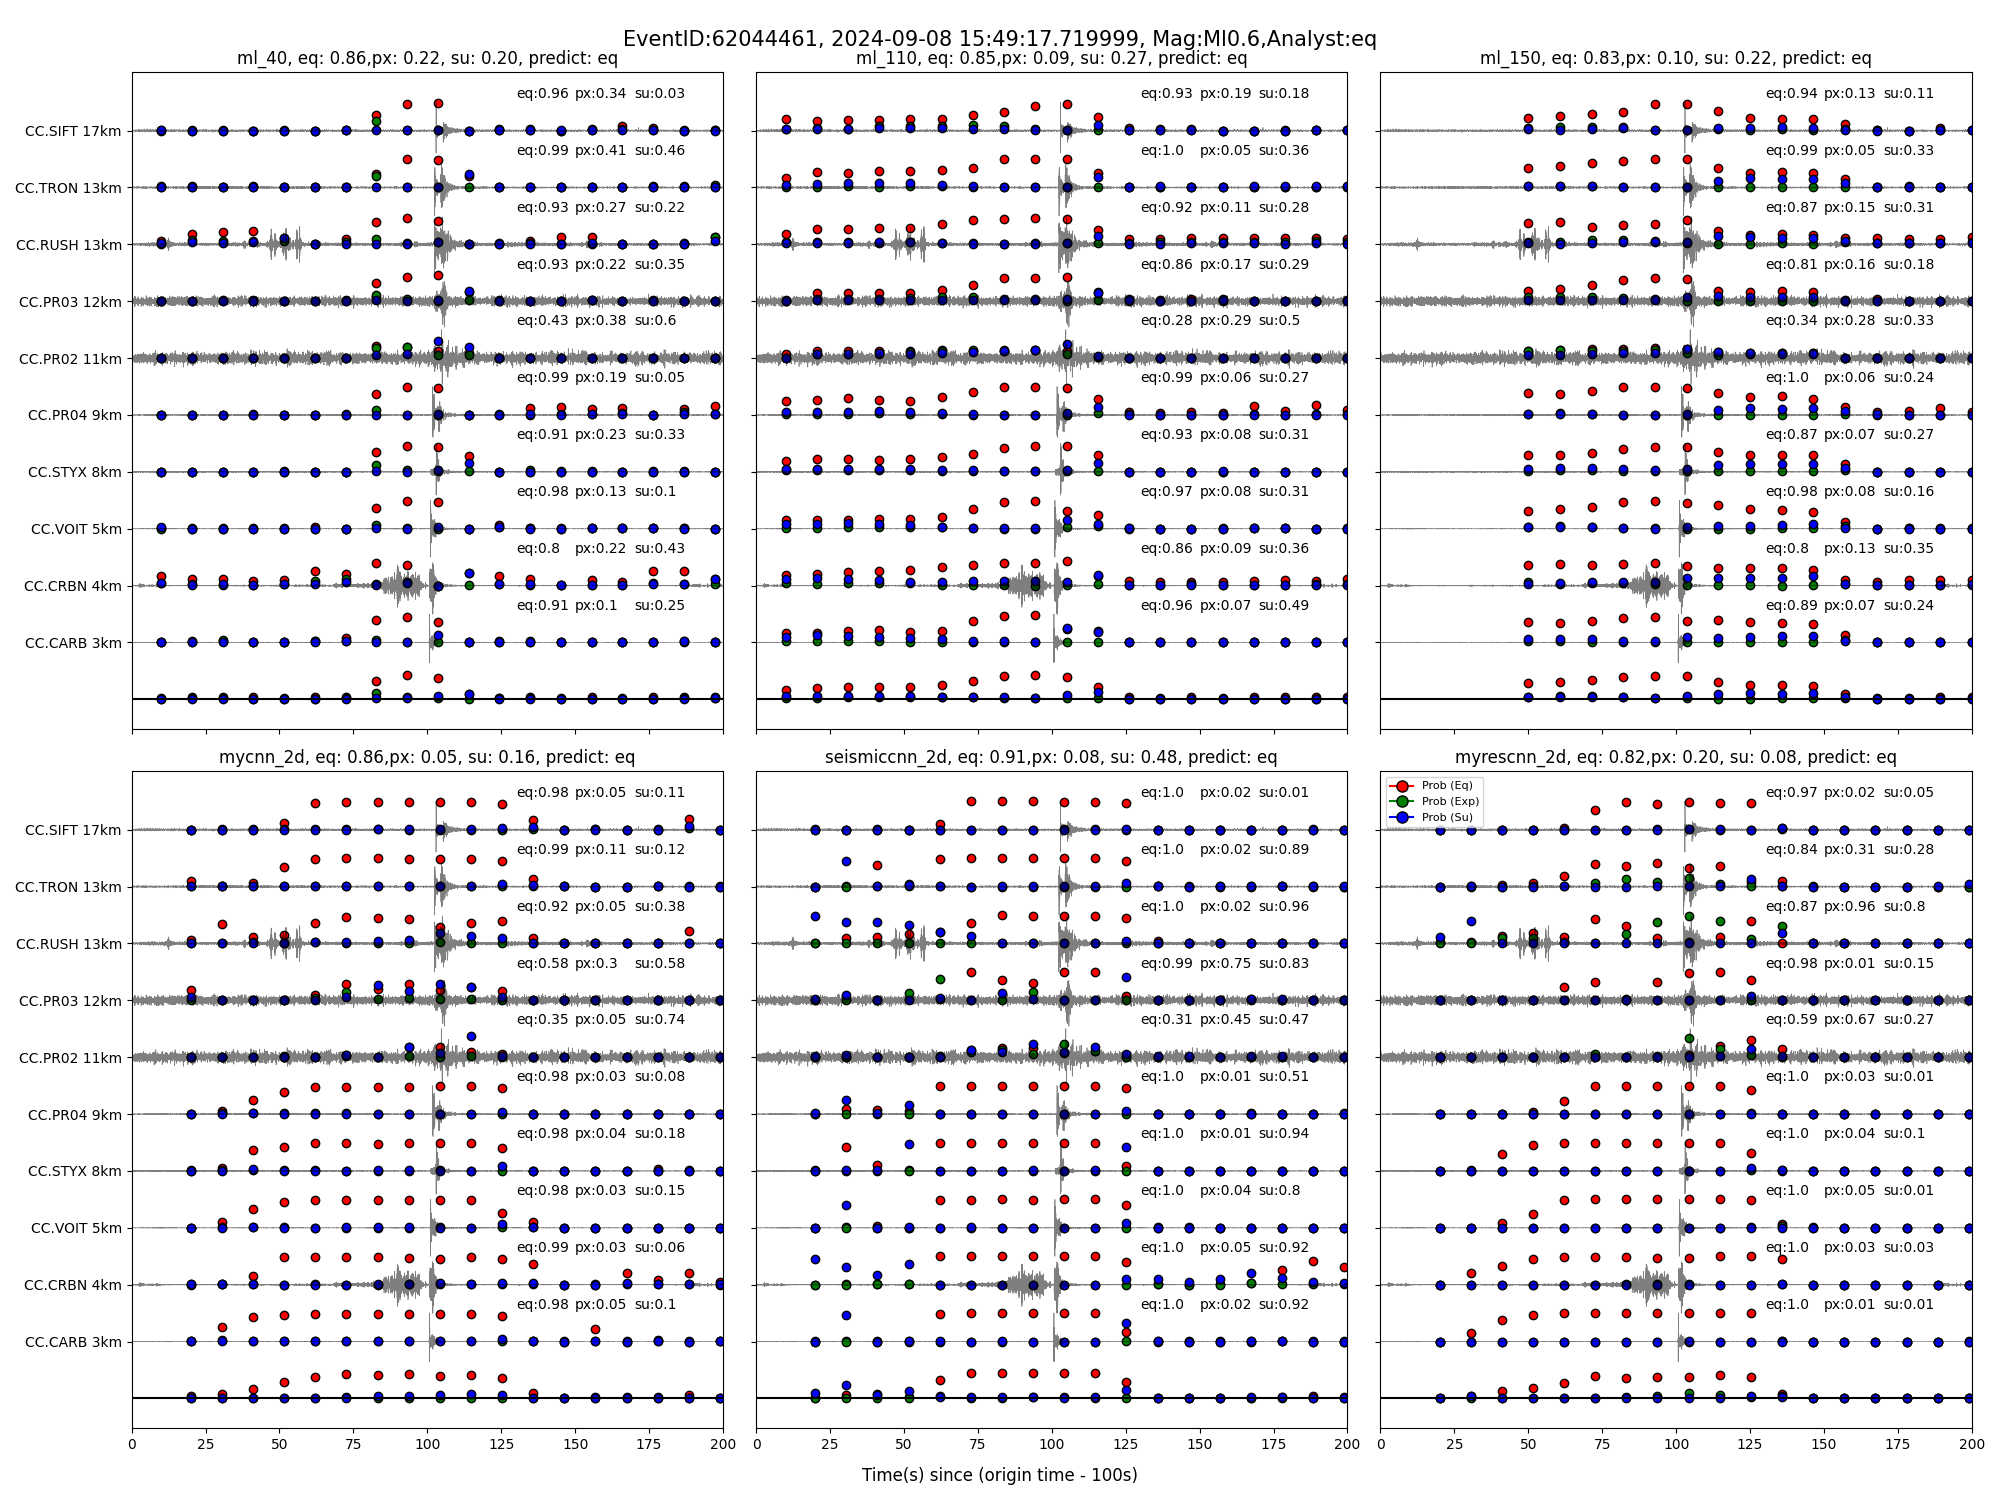 EventID:62044461, 2024-09-08 15:49:17.719999, Mag:Ml0.6,Analyst:eq
ml_40, eq: 0.86,px: 0.22, su: 0.20, predict: eq
CC.SIFT 17km
eq:0.96 px:0.34 su:0.03
CC.TRON 13km
eq:0.99 px:0.41 su:0.46
CC.RUSH 13km
eq:0.93 px:0.27 su:0.22
CC.PR03 12km
eq:0.93 px:0.22 su:0.35
CC.PR02 11km
eq:0.43 px:0.38 su:0.6
CC.PR04 9km
eq:0.99 px:0.19 su:0.05
CC.STYX 8km
eq:0.91 px:0.23 su:0.33
CC.VOIT 5km
eq:0.98 px:0.13 su:0.1
CC.CRBN 4km
eq:0.8 px:0.22 su:0.43
CC.CARB 3km
eq:0.91 px:0.1 su:0.25
ml_110, eq: 0.85,px: 0.09, su: 0.27, predict: eq
eq:0.93 px:0.19 su:0.18
eq:1.0 px:0.05 su:0.36
eq:0.92 px:0.11 su:0.28
eq:0.86 px:0.17 su:0.29
eq:0.28 px:0.29 su:0.5
eq:0.99 px:0.06 su:0.27
eq:0.93 px:0.08 su:0.31
eq:0.97 px:0.08 su:0.31
eq:0.86 px:0.09 su:0.36
eq:0.96 px:0.07 su:0.49
ml_150, eq: 0.83,px: 0.10, su: 0.22, predict: eq
eq:0.94 px:0.13 su:0.11
eq:0.99 px:0.05 su:0.33
eq:0.87 px:0.15 su:0.31
eq:0.81 px:0.16 su:0.18
eq:0.34 px:0.28 su:0.33
eq:1.0 px:0.06 su:0.24
eq:0.87 px:0.07 su:0.27
eq:0.98 px:0.08 su:0.16
eq:0.8 px:0.13 su:0.35
eq:0.89 px:0.07 su:0.24
mycnn_2d, eq: 0.86,px: 0.05, su: 0.16, predict: eq
CC.SIFT 17km
eq:0.98 px:0.05 su:0.11
CC.TRON 13km
eq:0.99 px:0.11 su:0.12
CC.RUSH 13km
eq:0.92 px:0.05 su:0.38
CC.PR03 12km
eq:0.58 px:0.3 su:0.58
CC.PR02 11km
eq:0.35 px:0.05 su:0.74
CC.PR04 9km
eq:0.98 px:0.03 su:0.08
CC.STYX 8km
eq:0.98 px:0.04 su:0.18
CC.VOIT 5km
eq:0.98 px:0.03 su:0.15
CC.CRBN 4km
eq:0.99 px:0.03 su:0.06
CC.CARB 3km
eq:0.98 px:0.05 su:0.1
0 25 50 75 100 125 150 175 200
seismiccnn_2d, eq: 0.91,px: 0.08, su: 0.48, predict: eq
eq:1.0 px:0.02 su:0.01
eq:1.0 px:0.02 su:0.89
eq:1.0 px:0.02 su:0.96
eq:0.99 px:0.75 su:0.83
eq:0.31 px:0.45 su:0.47
eq:1.0 px:0.01 su:0.51
eq:1.0 px:0.01 su:0.94
eq:1.0 px:0.04 su:0.8
eq:1.0 px:0.05 su:0.92
eq:1.0 px:0.02 su:0.92
0 25 50 75 100 125 150 175 200
myrescnn_2d, eq: 0.82,px: 0.20, su: 0.08, predict: eq
Prob (Eq)
Prob (Exp)
Prob (Su)
eq:0.97 px:0.02 su:0.05
eq:0.84 px:0.31 su:0.28
eq:0.87 px:0.96 su:0.8
eq:0.98 px:0.01 su:0.15
eq:0.59 px:0.67 su:0.27
eq:1.0 px:0.03 su:0.01
eq:1.0 px:0.04 su:0.1
eq:1.0 px:0.05 su:0.01
eq:1.0 px:0.03 su:0.03
eq:1.0 px:0.01 su:0.01
0 25 50 75 100 125 150 175 200
Time(s) since (origin time - 100s)